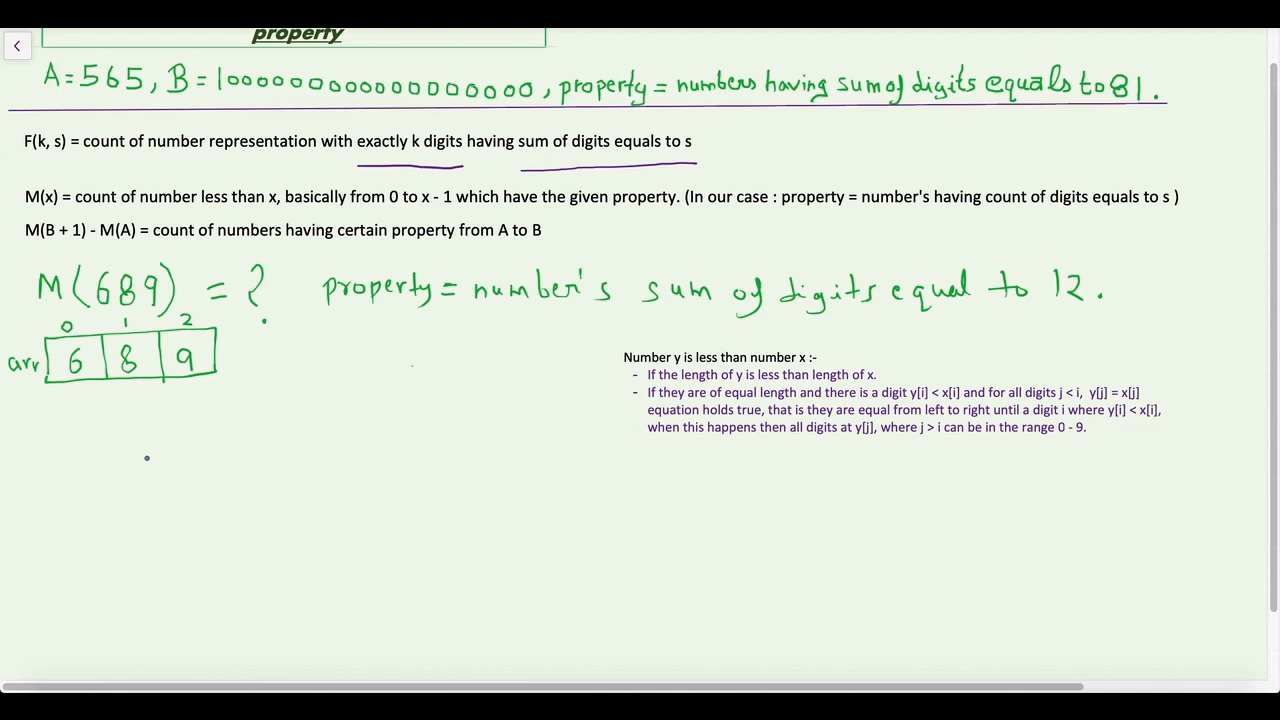 property
A = 565, B = 1000000000000000000, property = numbers having sum of digits equals to 81.
F(k, s) = count of number representation with exactly k digits having sum of digits equals to s
M(x) = count of number less than x, basically from 0 to x - 1 which have the given property. (In our case : property = number's having count of digits equals to s )
M(B + 1) - M(A) = count of numbers having certain property from A to B
M(689) = ? property = number's sum of digits equal to 12.
0 1 2
arr 6 8 9
Number y is less than number x :-
- If the length of y is less than length of x.
- If they are of equal length and there is a digit y[i] < x[i] and for all digits j < i, y[j] = x[j]
equation holds true, that is they are equal from left to right until a digit i where y[i] < x[i],
when this happens then all digits at y[j], where j > i can be in the range 0 - 9.